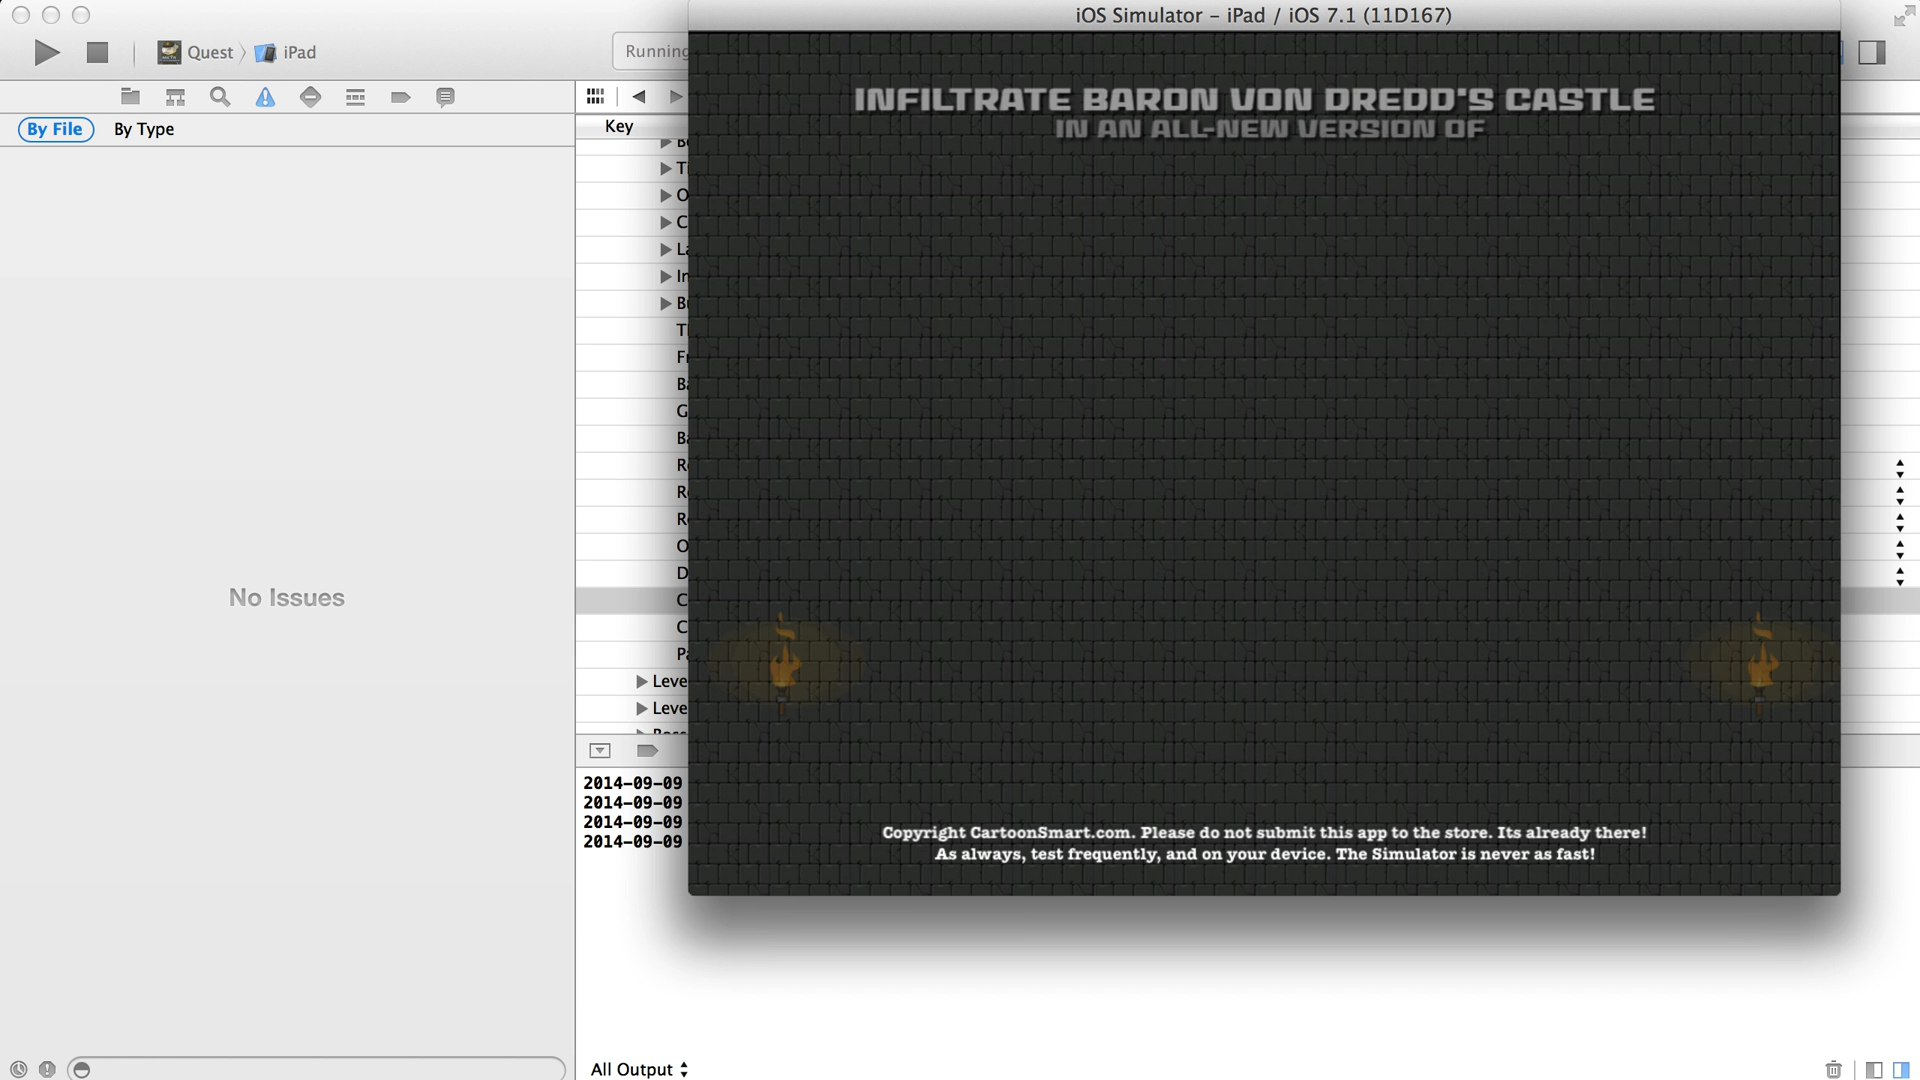 iOS Simulator – iPad / iOS 7.1 (11D167)
Quest
iPad
Running
By File
By Type
Key
INFILTRATE BARON VON DREDD'S CASTLE
IN AN ALL-NEW VERSION OF
No Issues
Leve
Leve
2014-09-09
2014-09-09
2014-09-09
2014-09-09
Copyright CartoonSmart.com. Please do not submit this app to the store. Its already there!
As always, test frequently, and on your device. The Simulator is never as fast!
All Output